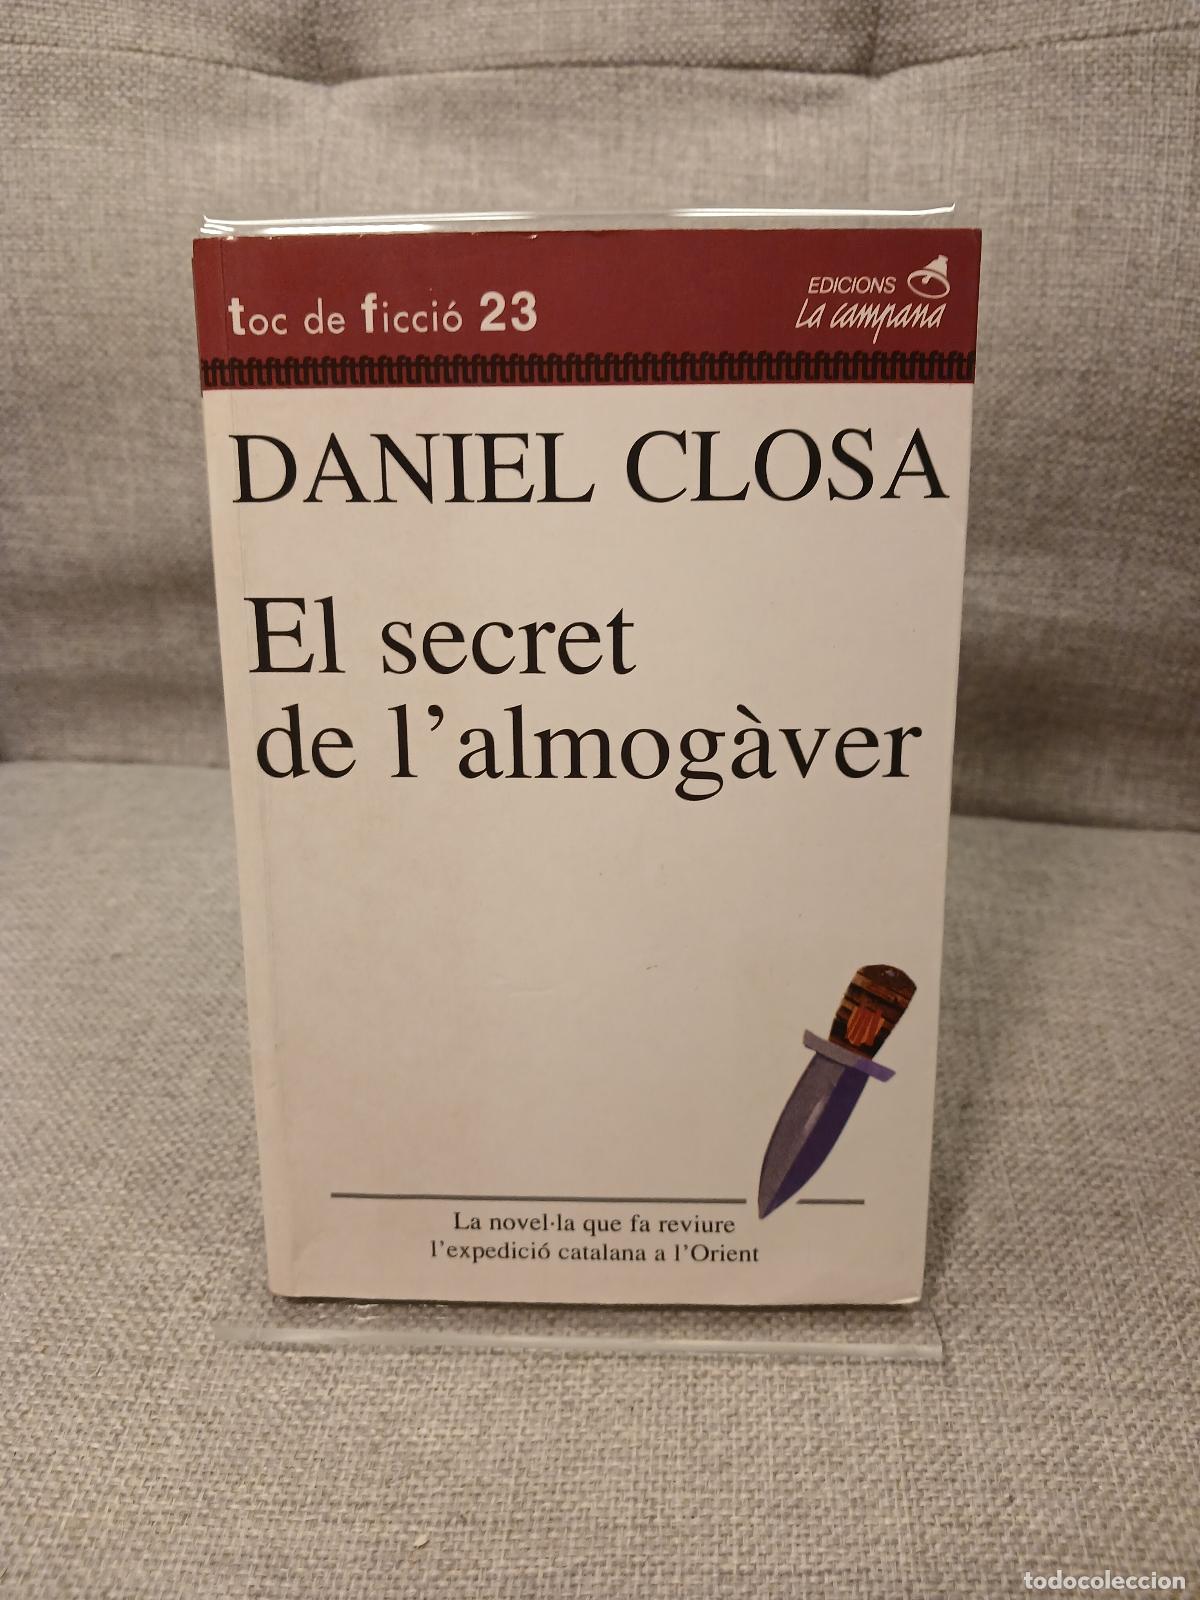 toc de ficció 23
EDICIONS
La campana
DANIEL CLOSA
El secret
de l'almogàver
La novel·la que fa reviure
l'expedició catalana a l'Orient
todocoleccion